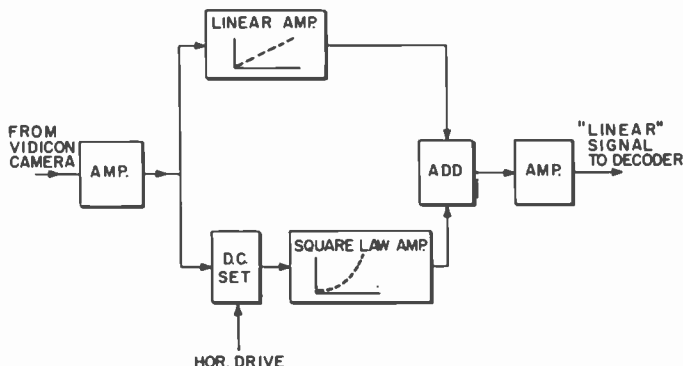 LINEAR AMP.
FROM
VIDICON
CAMERA
AMP.
ADD
AMP.
"LINEAR"
SIGNAL
TO DECODER
D.C.
SET
SQUARE LAW AMP.
HOR. DRIVE